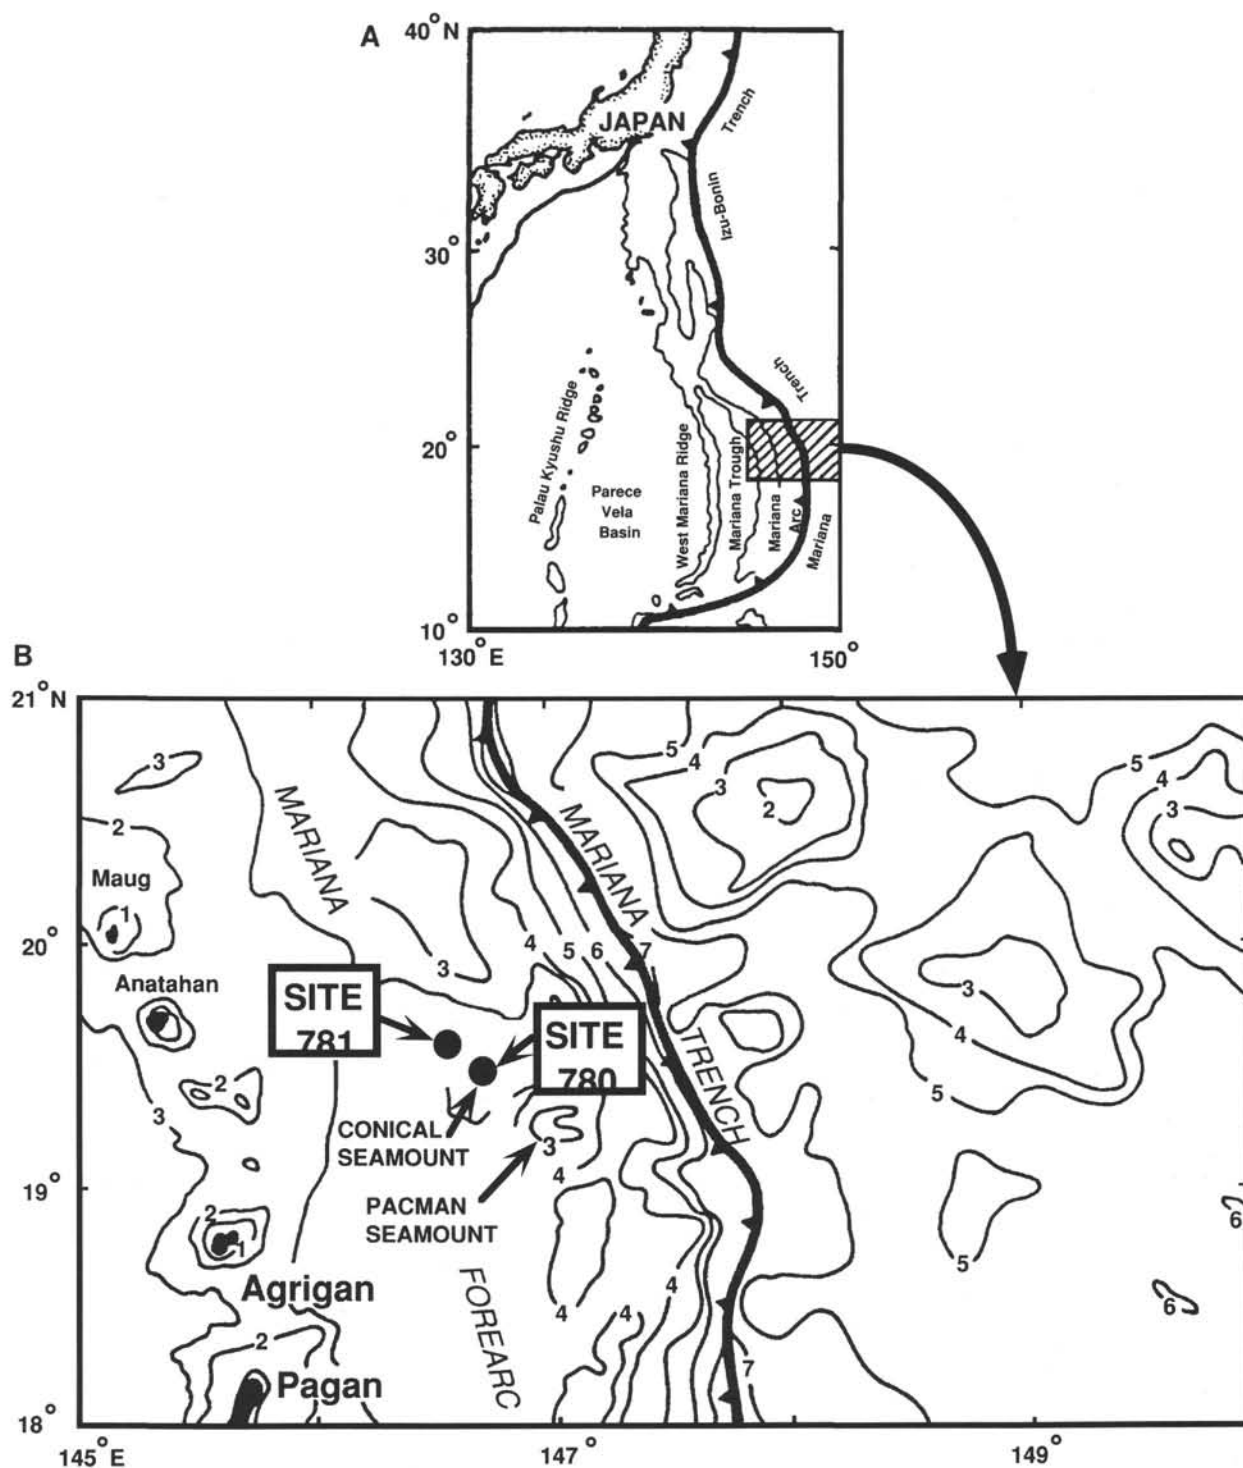 A
40°N
JAPAN
Trench
Izu-Bonin
30°
Trench
Palau Kyushu Ridge
20°
Parece
Vela
Basin
West Mariana Ridge
Mariana Trough
Mariana
Arc
Mariana
10°
130°E
150°
B
21°N
3
5
4
3
2
5
4
3
2
MARIANA
MARIANA
Maug
1
20°
4
5
6
7
3
3
Anatahan
SITE
781
SITE
780
TRENCH
4
2
5
3
CONICAL
SEAMOUNT
3
4
19°
PACMAN
SEAMOUNT
2
1
6
5
Agrigan
FOREARC
4
4
4
6
2
7
Pagan
18°
145°E
147°
149°